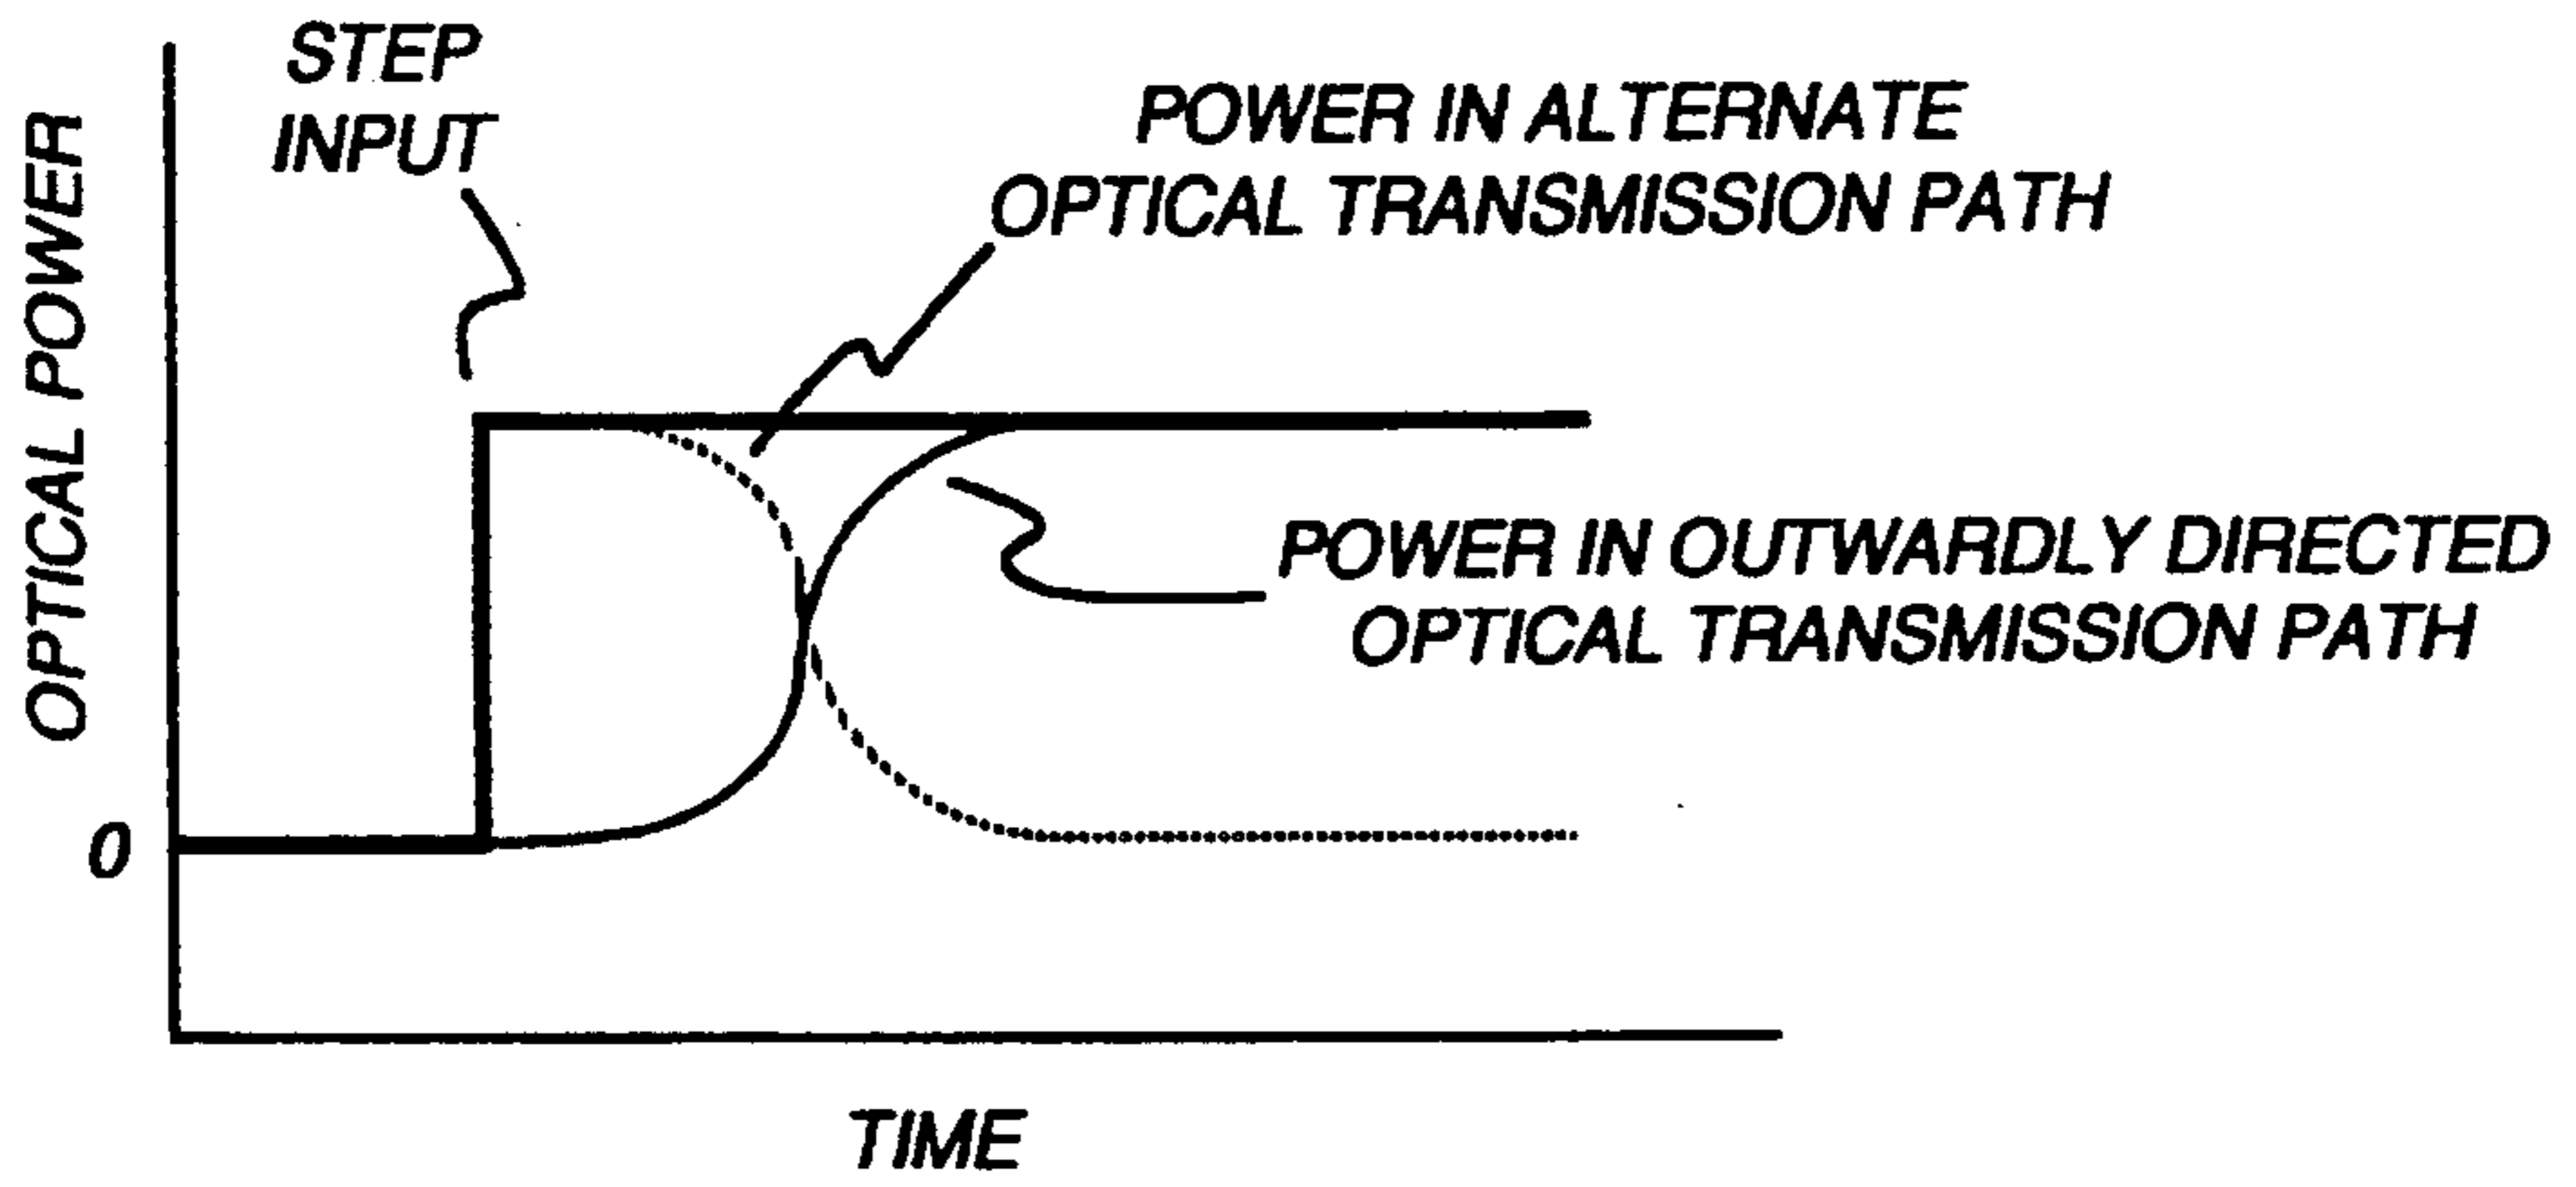 STEP
INPUT
POWER IN ALTERNATE
OPTICAL TRANSMISSION PATH
OPTICAL POWER
POWER IN OUTWARDLY DIRECTED
OPTICAL TRANSMISSION PATH
0
TIME